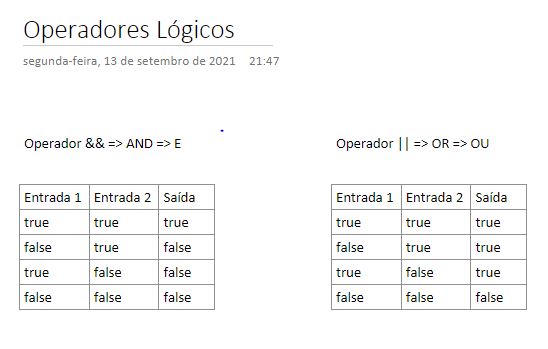 Operadores Lógicos
segunda-feira, 13 de setembro de 2021 21:47
Operador && => AND => E
Entrada 1 Entrada 2 Saída
true true true
false true false
true false false
false false false
Operador || => OR => OU
Entrada 1 Entrada 2 Saída
true true true
false true true
true false true
false false false